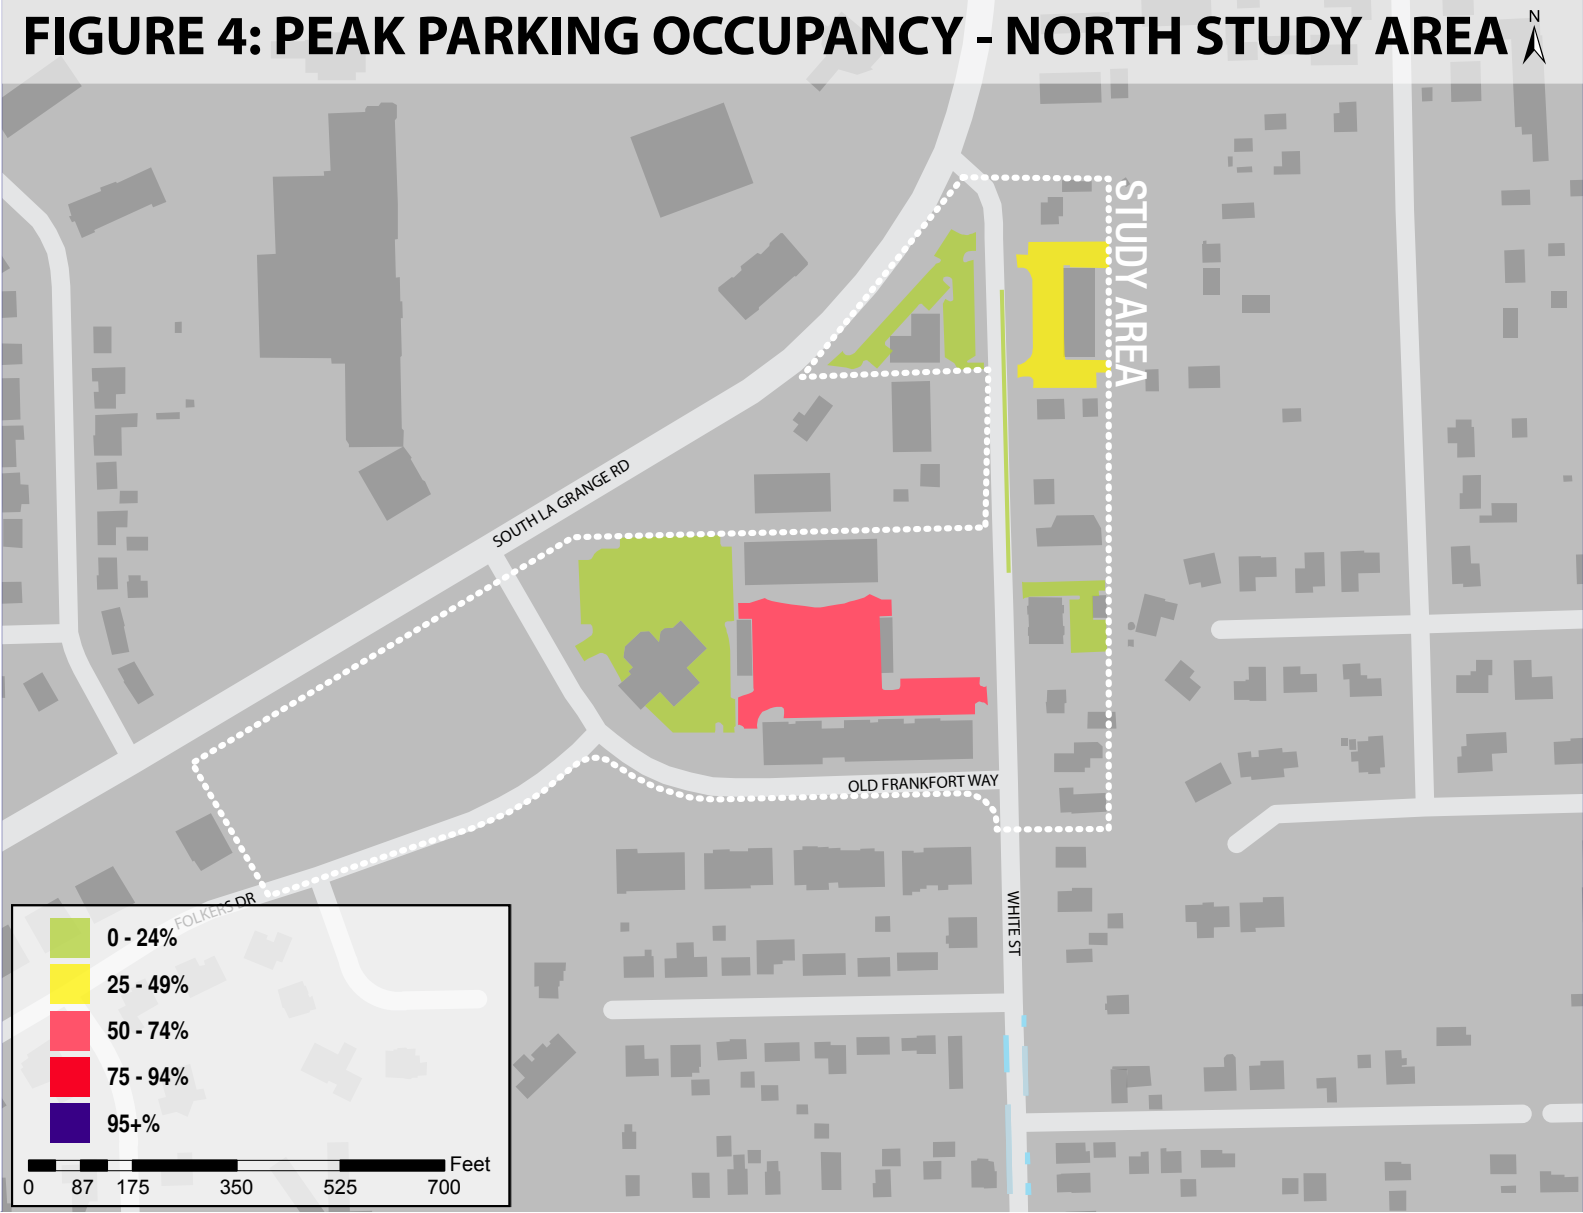 FIGURE 4: PEAK PARKING OCCUPANCY - NORTH STUDY AREA
N
STUDY AREA
SOUTH LA GRANGE RD
OLD FRANKFORT WAY
WHITE ST
FOLKERS DR
0 - 24%
25 - 49%
50 - 74%
75 - 94%
95+%
Feet
0 87 175 350 525 700